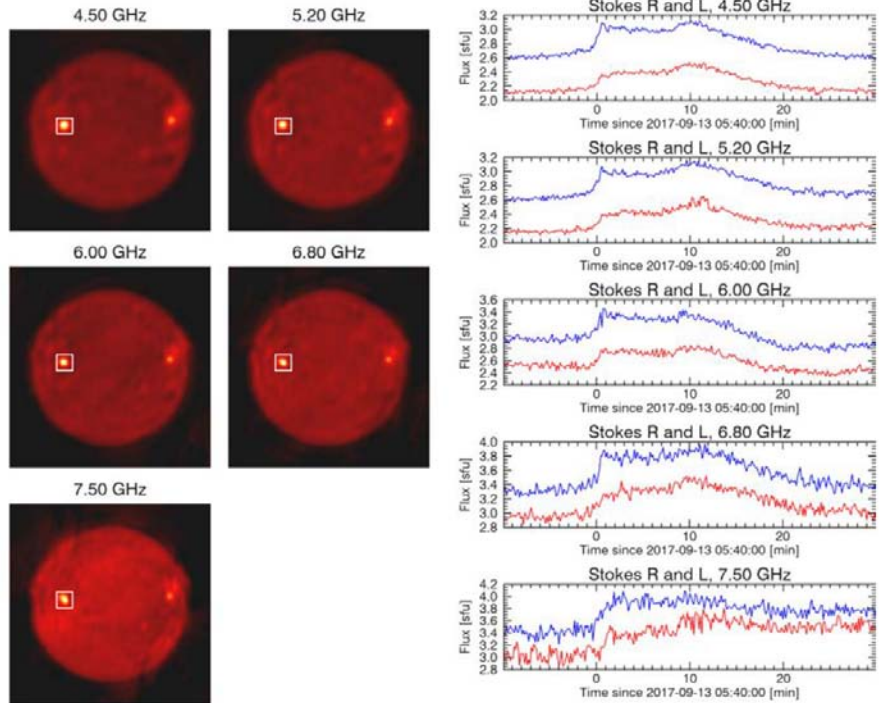 4.50 GHz
5.20 GHz
6.00 GHz
6.80 GHz
7.50 GHz
Stokes R and L, 4.50 GHz
Flux [sfu]
3.2
3.0
2.8
2.6
2.4
2.2
2.0
0
10
20
Time since 2017-09-13 05:40:00 [min]
Stokes R and L, 5.20 GHz
Flux [sfu]
3.2
3.0
2.8
2.6
2.4
2.2
2.0
0
10
20
Time since 2017-09-13 05:40:00 [min]
Stokes R and L, 6.00 GHz
Flux [sfu]
3.6
3.4
3.2
3.0
2.8
2.6
2.4
2.2
0
10
20
Time since 2017-09-13 05:40:00 [min]
Stokes R and L, 6.80 GHz
Flux [sfu]
4.0
3.8
3.6
3.4
3.2
3.0
2.8
0
10
20
Time since 2017-09-13 05:40:00 [min]
Stokes R and L, 7.50 GHz
Flux [sfu]
4.2
4.0
3.8
3.6
3.4
3.2
3.0
2.8
0
10
20
Time since 2017-09-13 05:40:00 [min]